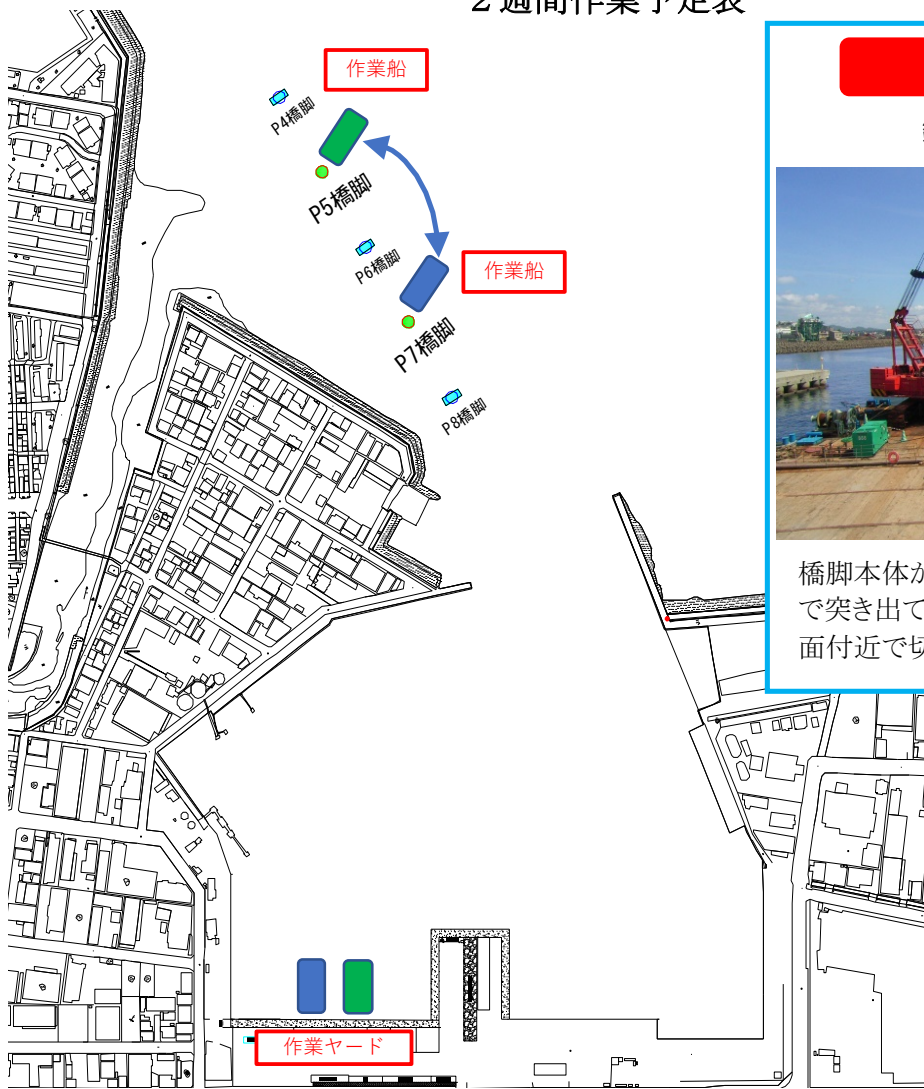 ２週間作業予定表
作業船
P4橋脚
P5橋脚
P6橋脚
作業船
P7橋脚
P8橋脚
橋脚本体が
で突き出て
面付近で切
作業ヤード